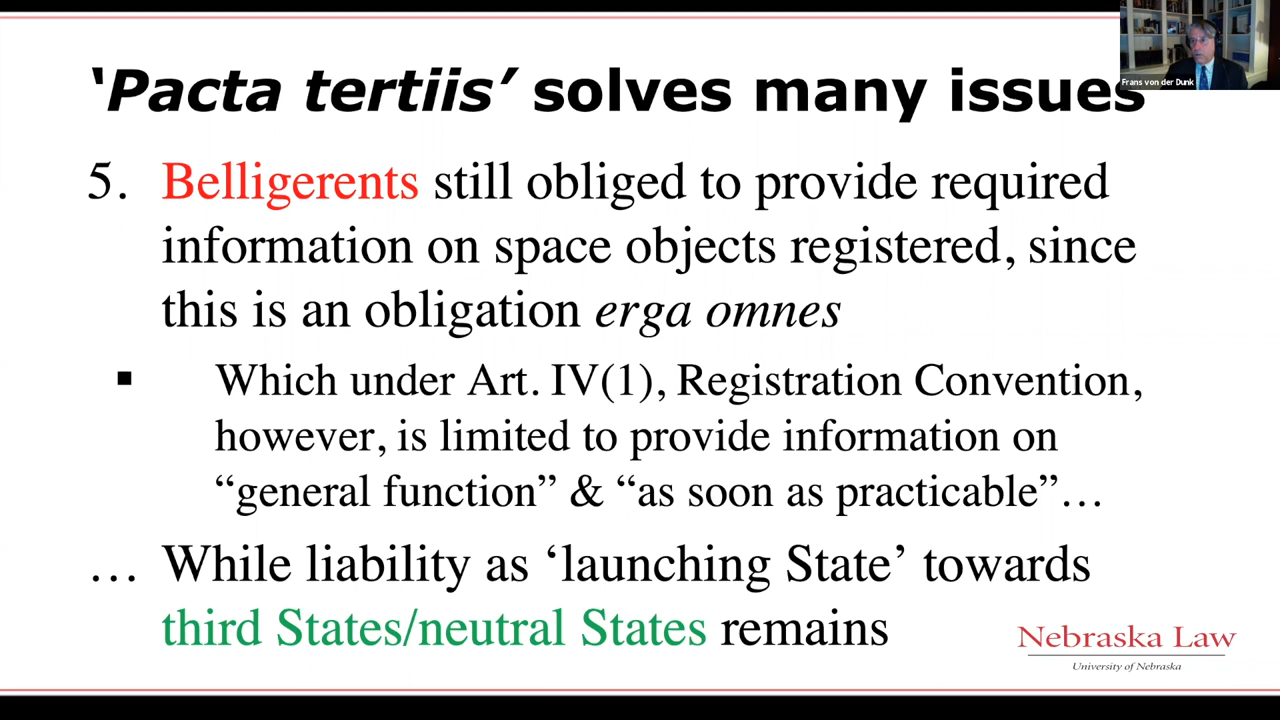 ‘Pacta tertiis’ solves many issues
Frans von der Dunk
5. Belligerents still obliged to provide required
information on space objects registered, since
this is an obligation erga omnes
▪ Which under Art. IV(1), Registration Convention,
however, is limited to provide information on
“general function” & “as soon as practicable”…
… While liability as ‘launching State’ towards
third States/neutral States remains
Nebraska Law
University of Nebraska